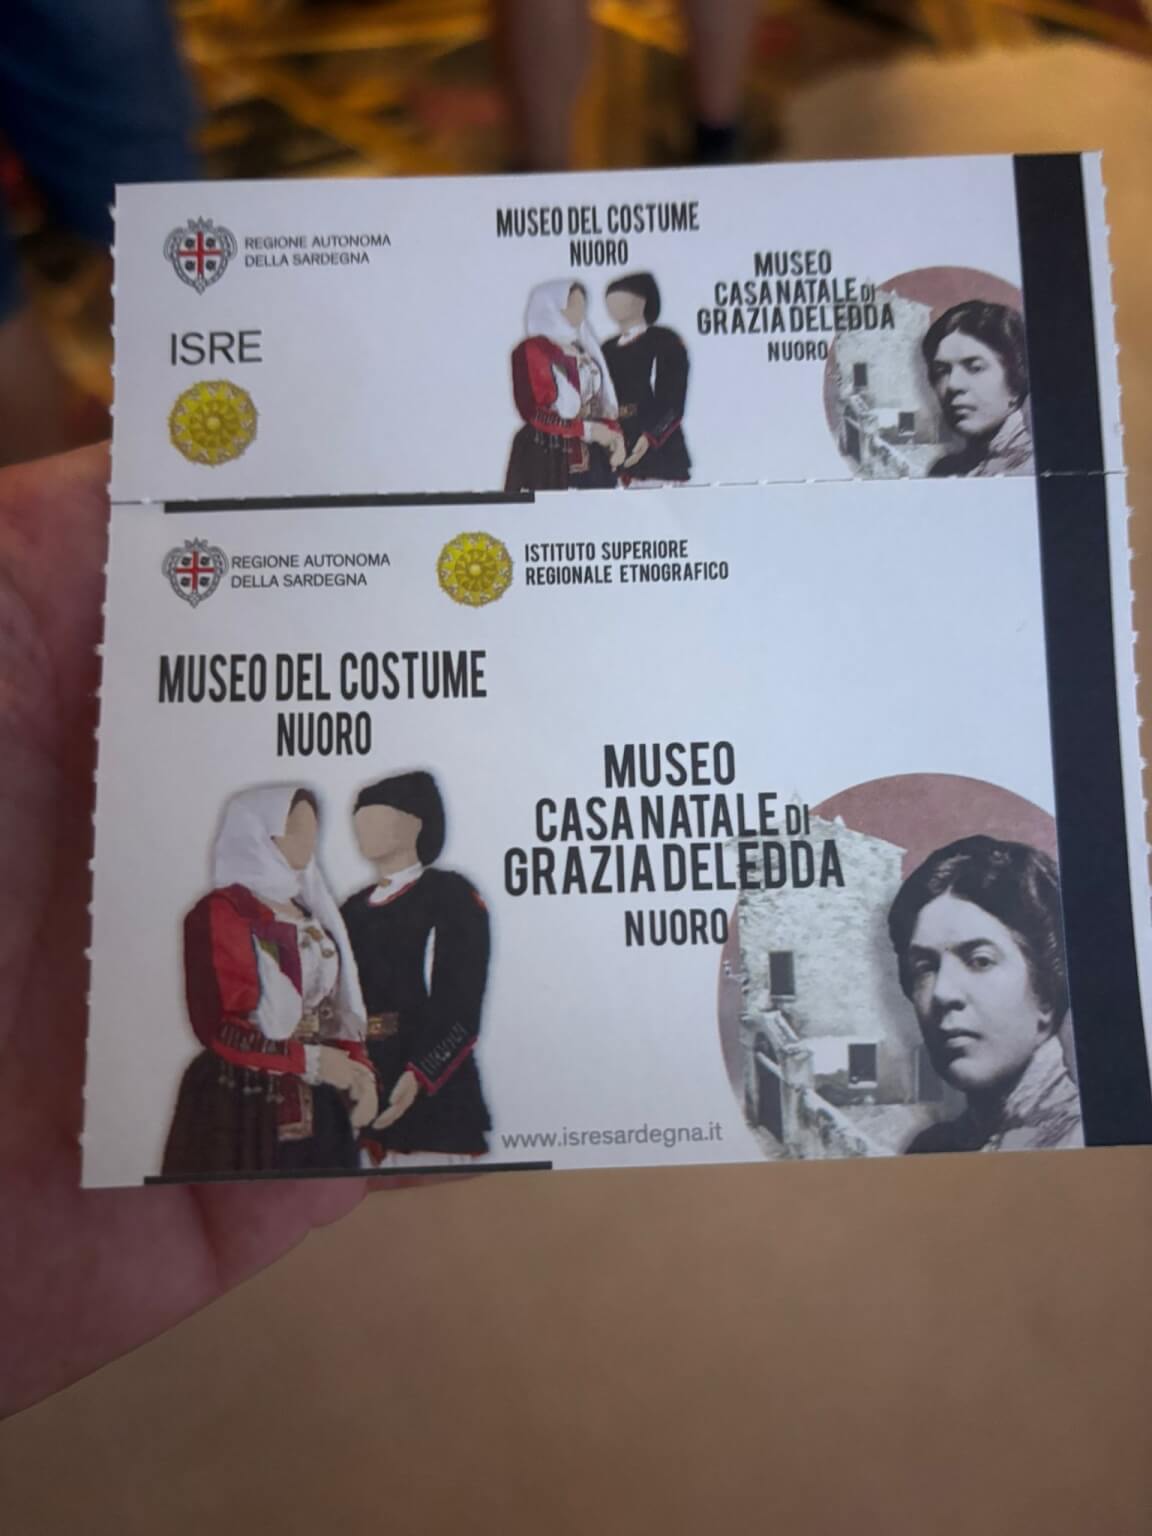 REGIONE AUTONOMA
DELLA SARDEGNA
ISRE
MUSEO DEL COSTUME
NUORO
MUSEO
CASA NATALE DI
GRAZIA DELEDDA
NUORO
REGIONE AUTONOMA
DELLA SARDEGNA
ISTITUTO SUPERIORE
REGIONALE ETNOGRAFICO
MUSEO DEL COSTUME
NUORO
MUSEO
CASA NATALE DI
GRAZIA DELEDDA
NUORO
www.isresardegna.it